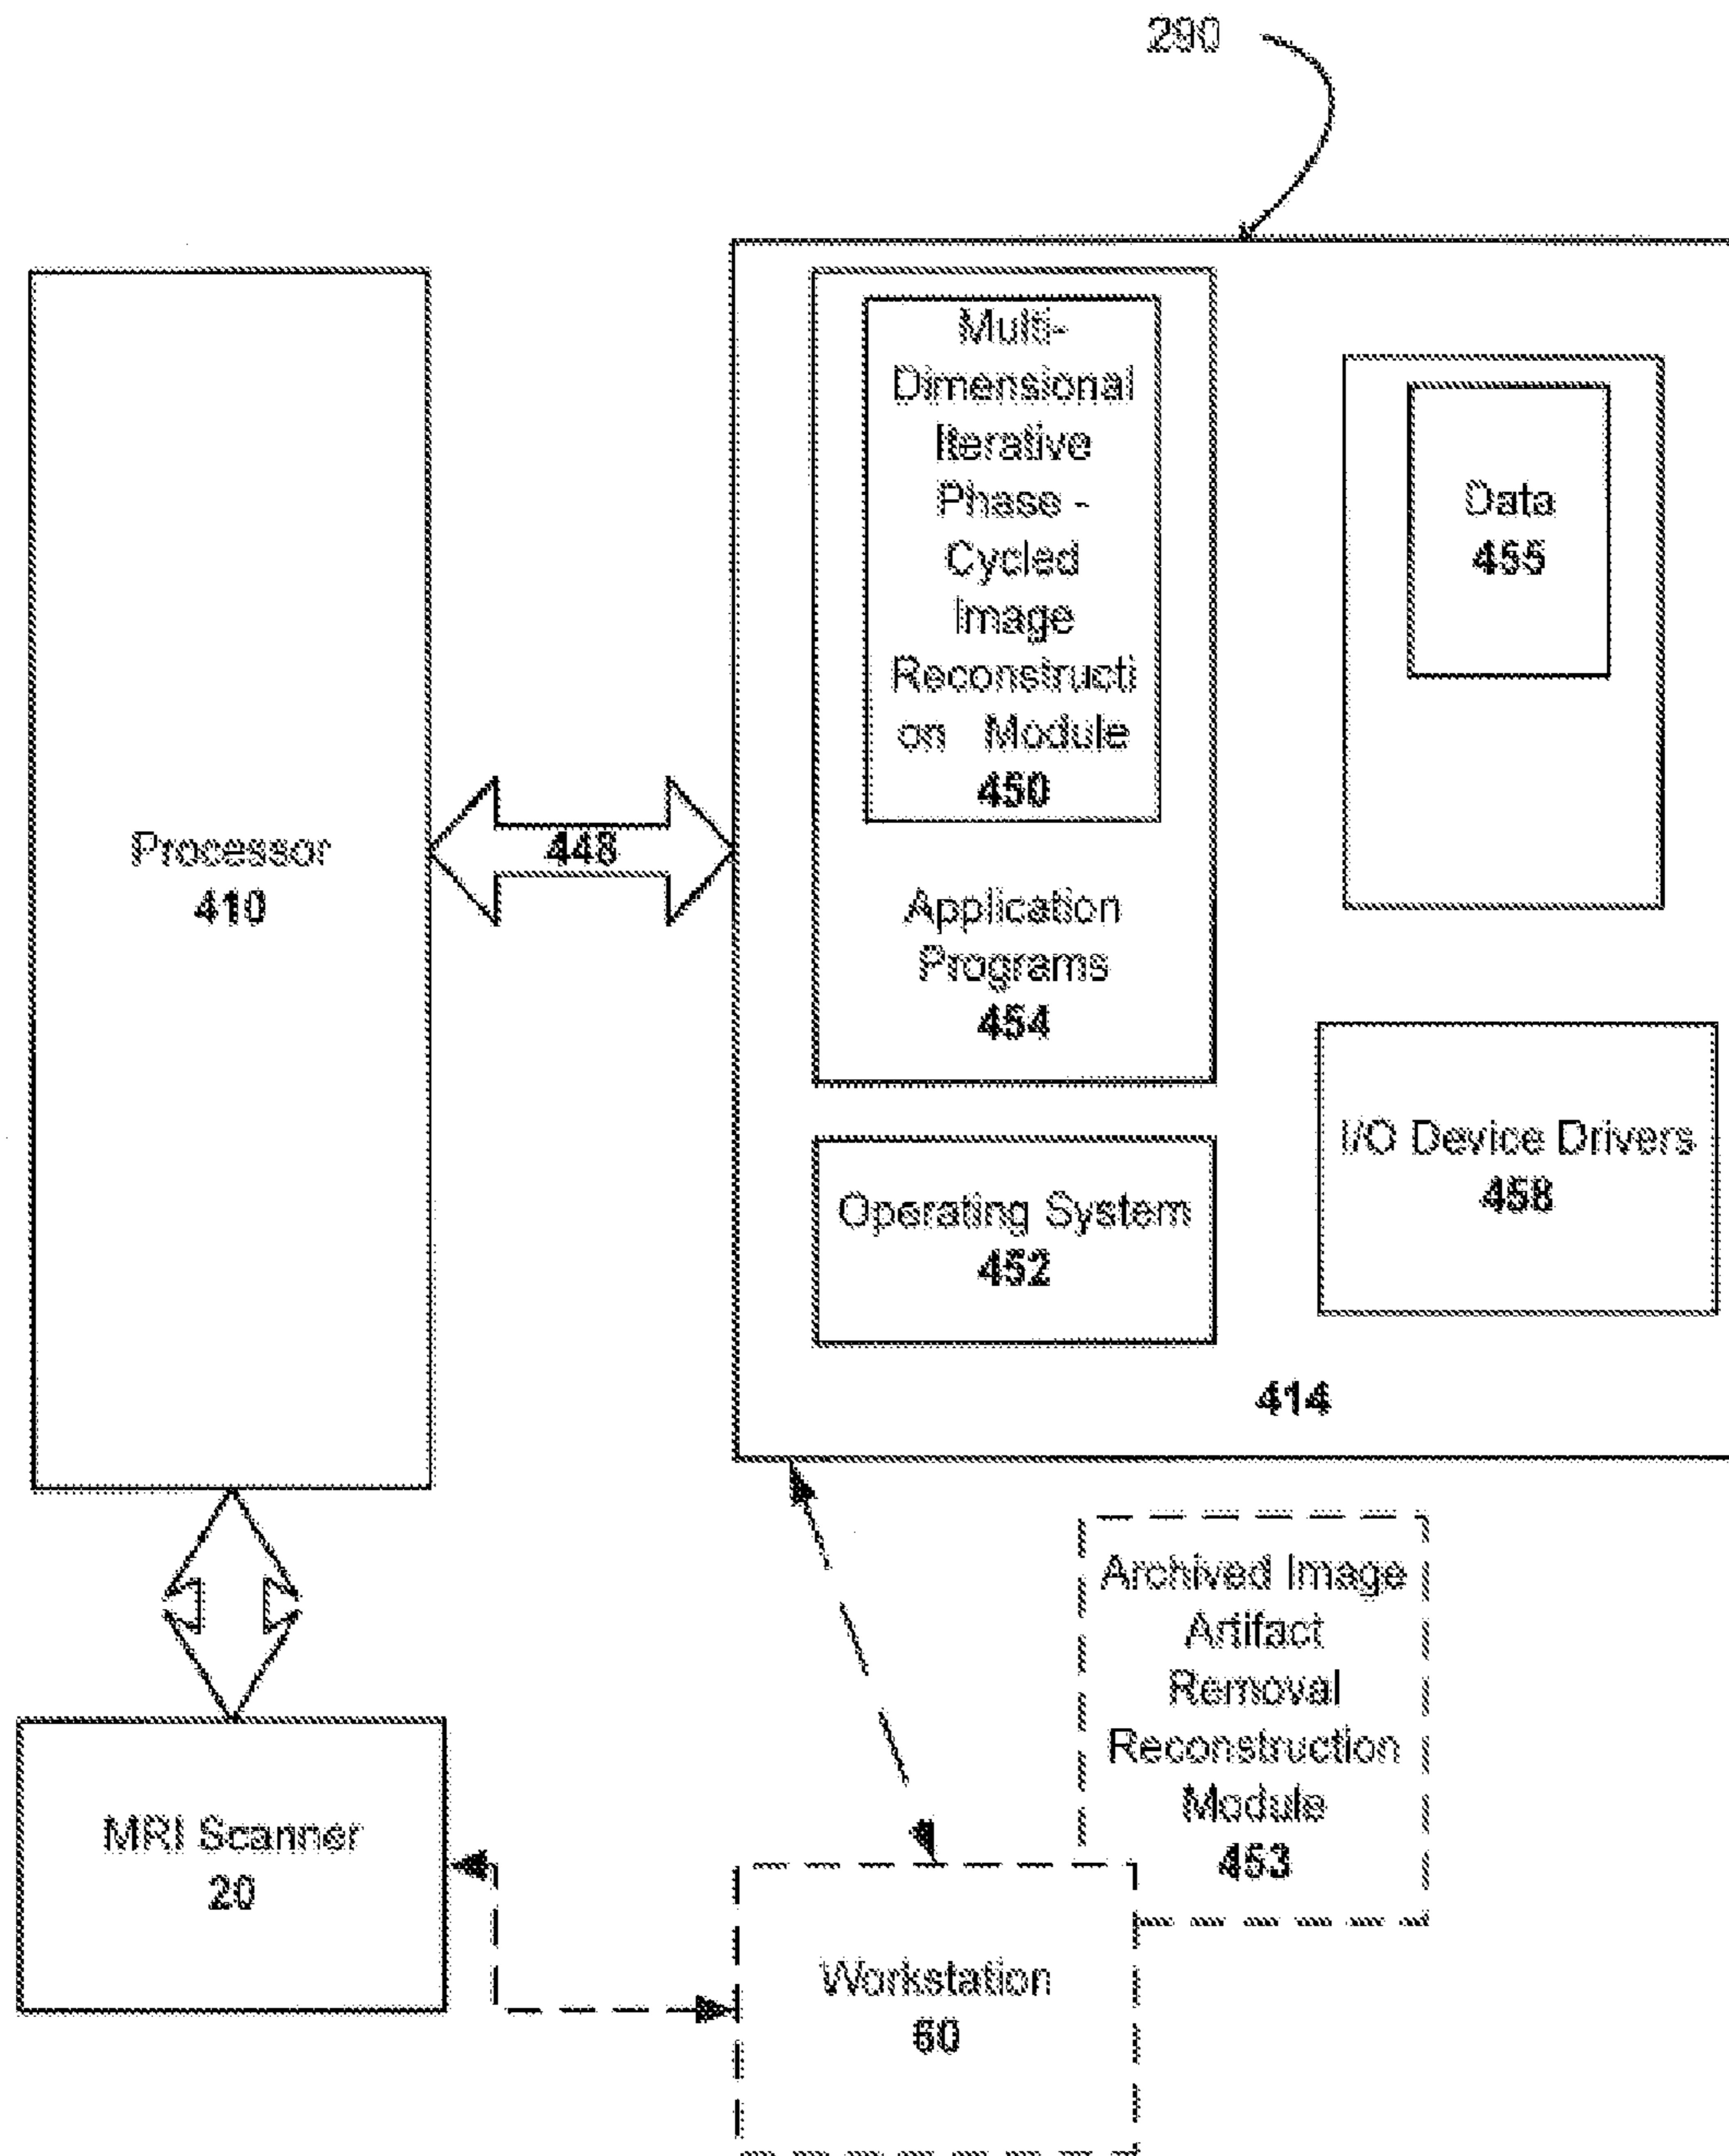 290
Multi-
Dimensional
Iterative
Phase -
Cycled
Image
Reconstructi
on Module
450
Application
Programs
454
Data
455
Processor
410
448
I/O Device Drivers
458
Operating System
452
414
Archived Image
Artifact
Removal
Reconstruction
Module
453
MRI Scanner
20
Workstation
60